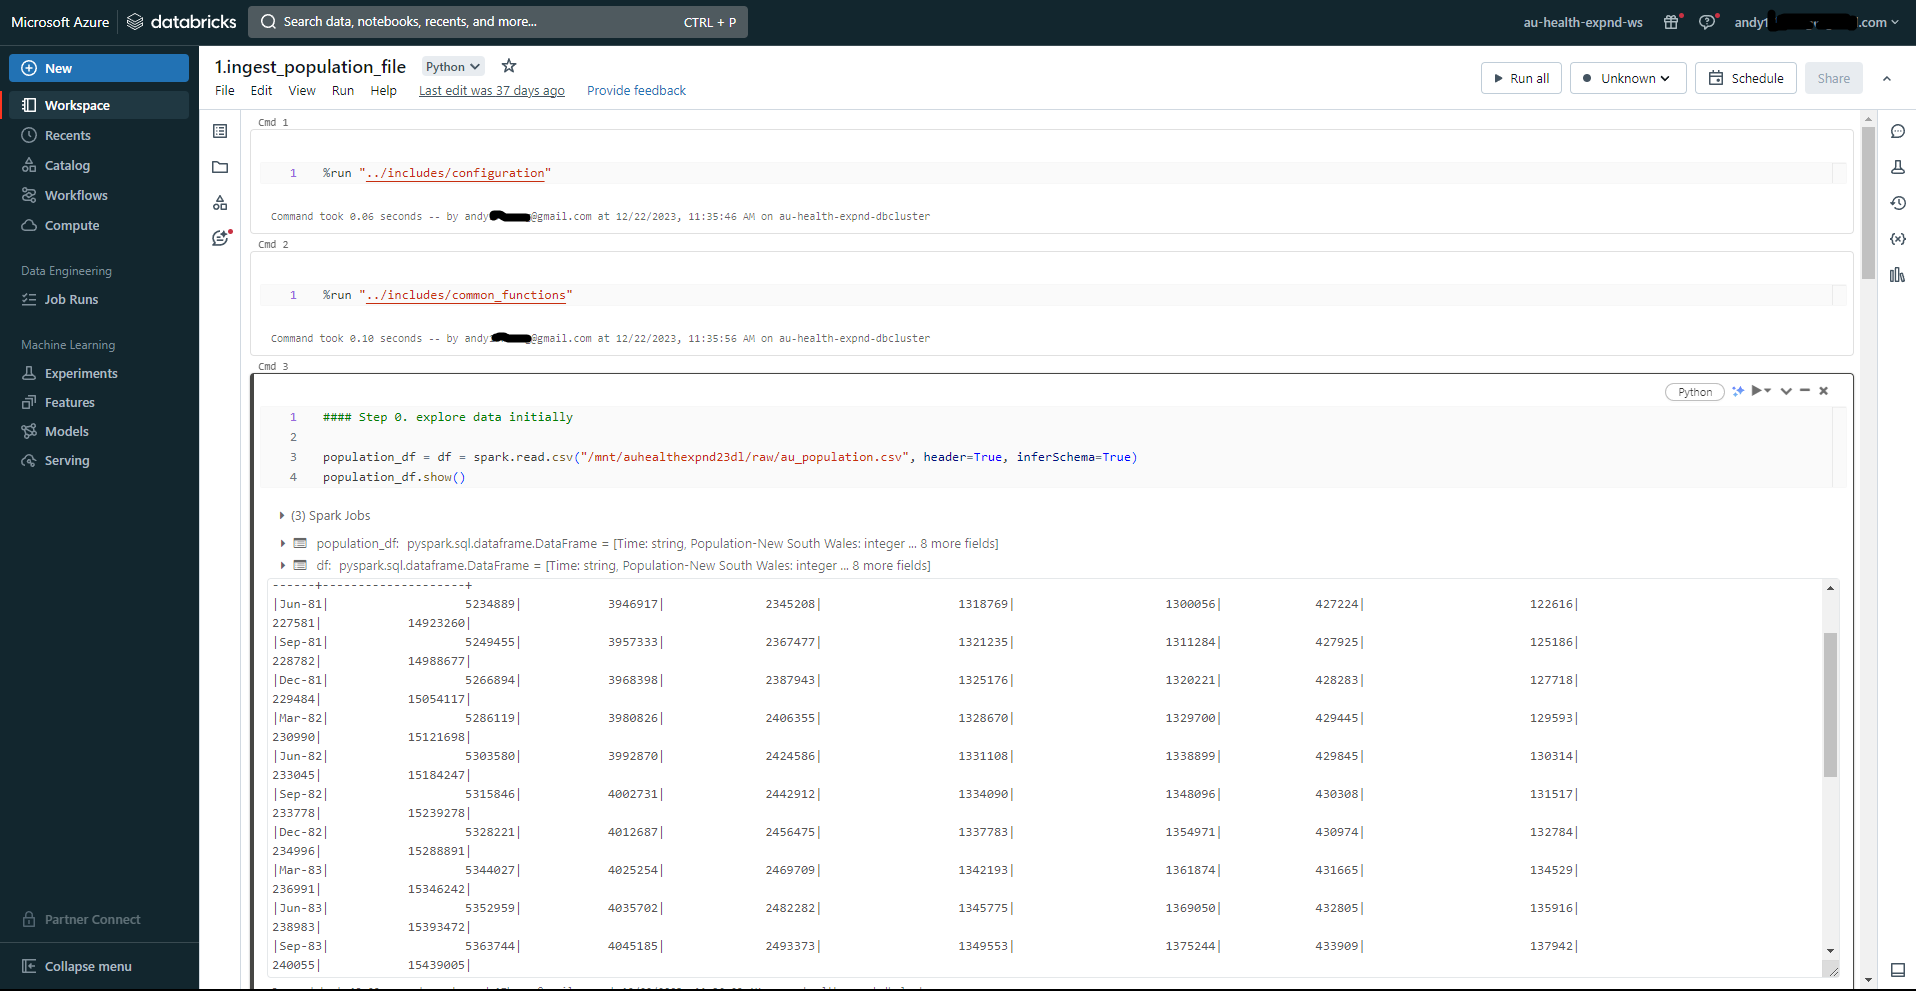 Microsoft Azure databricks Search data, notebooks, recents, and more... CTRL + P au-health-expnd-ws andy1 .com
New
Workspace
Recents
Catalog
Workflows
Compute
Data Engineering
Job Runs
Machine Learning
Experiments
Features
Models
Serving
Partner Connect
Collapse menu
1.ingest_population_file Python
File Edit View Run Help Last edit was 37 days ago Provide feedback
Run all Unknown Schedule Share
Cmd 1
1 %run "../includes/configuration"
Command took 0.06 seconds -- by andy @gmail.com at 12/22/2023, 11:35:46 AM on au-health-expnd-dbcluster
Cmd 2
1 %run "../includes/common_functions"
Command took 0.10 seconds -- by andy @gmail.com at 12/22/2023, 11:35:56 AM on au-health-expnd-dbcluster
Cmd 3
Python
1 #### Step 0. explore data initially
2
3 population_df = df = spark.read.csv("/mnt/auhealthexpnd23dl/raw/au_population.csv", header=True, inferSchema=True)
4 population_df.show()
(3) Spark Jobs
population_df: pyspark.sql.dataframe.DataFrame = [Time: string, Population-New South Wales: integer ... 8 more fields]
df: pyspark.sql.dataframe.DataFrame = [Time: string, Population-New South Wales: integer ... 8 more fields]
------+--------------------+
|Jun-81| 5234889| 3946917| 2345208| 1318769| 1300056| 427224| 122616|
227581| 14923260|
|Sep-81| 5249455| 3957333| 2367477| 1321235| 1311284| 427925| 125186|
228782| 14988677|
|Dec-81| 5266894| 3968398| 2387943| 1325176| 1320221| 428283| 127718|
229484| 15054117|
|Mar-82| 5286119| 3980826| 2406355| 1328670| 1329700| 429445| 129593|
230990| 15121698|
|Jun-82| 5303580| 3992870| 2424586| 1331108| 1338899| 429845| 130314|
233045| 15184247|
|Sep-82| 5315846| 4002731| 2442912| 1334090| 1348096| 430308| 131517|
233778| 15239278|
|Dec-82| 5328221| 4012687| 2456475| 1337783| 1354971| 430974| 132784|
234996| 15288891|
|Mar-83| 5344027| 4025254| 2469709| 1342193| 1361874| 431665| 134529|
236991| 15346242|
|Jun-83| 5352959| 4035702| 2482282| 1345775| 1369050| 432805| 135916|
238983| 15393472|
|Sep-83| 5363744| 4045185| 2493373| 1349553| 1375244| 433909| 137942|
240055| 15439005|